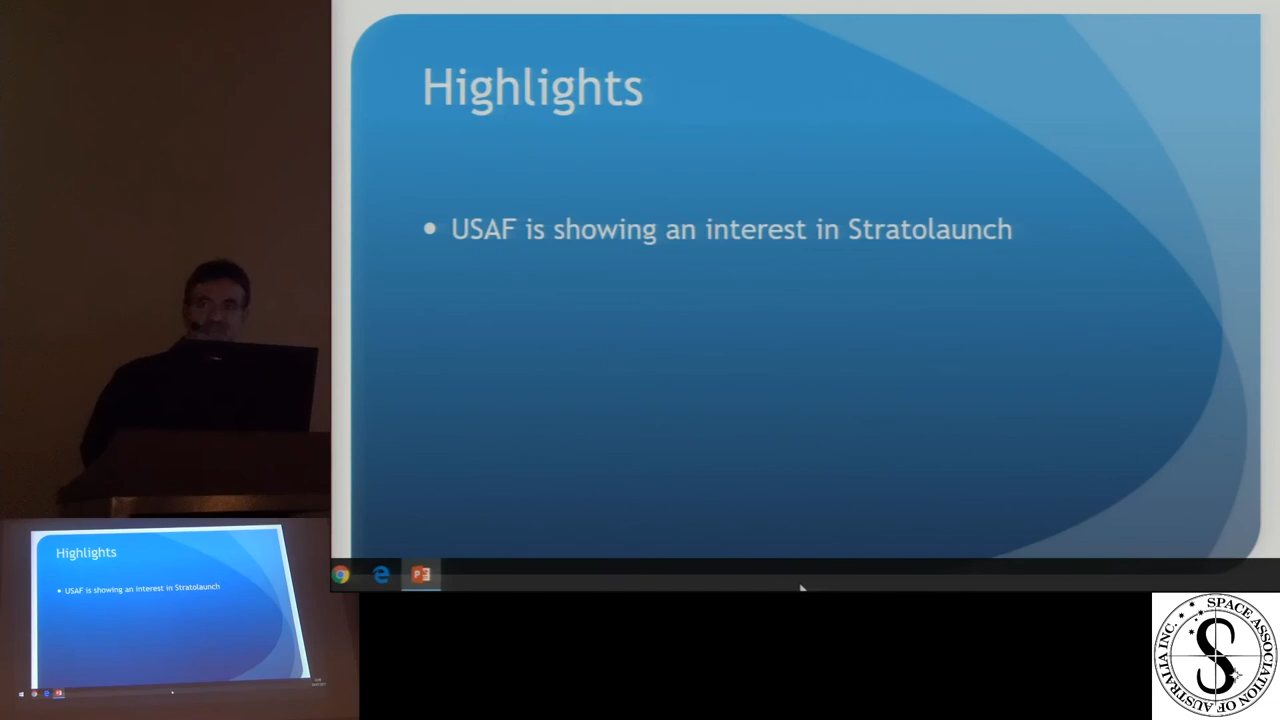 Highlights
• USAF is showing an interest in Stratolaunch
Highlights
• USAF is showing an interest in Stratolaunch
SPACE ASSOCIATION OF AUSTRALIA INC.
S